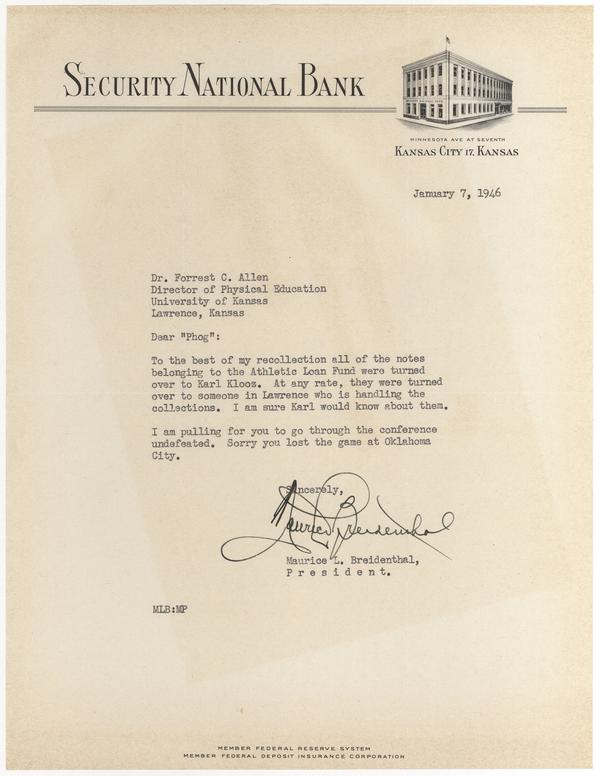 SECURITY NATIONAL BANK
MINNESOTA AVE AT SEVENTH
KANSAS CITY 17, KANSAS
January 7, 1946
Dr. Forrest C. Allen
Director of Physical Education
University of Kansas
Lawrence, Kansas
Dear "Phog":
To the best of my recollection all of the notes
belonging to the Athletic Loan Fund were turned
over to Karl Klooz.  At any rate, they were turned
over to someone in Lawrence who is handling the
collections.  I am sure Karl would know about them.
I am pulling for you to go through the conference
undefeated.  Sorry you lost the game at Oklahoma
City.
Sincerely,
Maurice L. Breidenthal
Maurice L. Breidenthal,
P r e s i d e n t.
MLB:MP
MEMBER FEDERAL RESERVE SYSTEM
MEMBER FEDERAL DEPOSIT INSURANCE CORPORATION